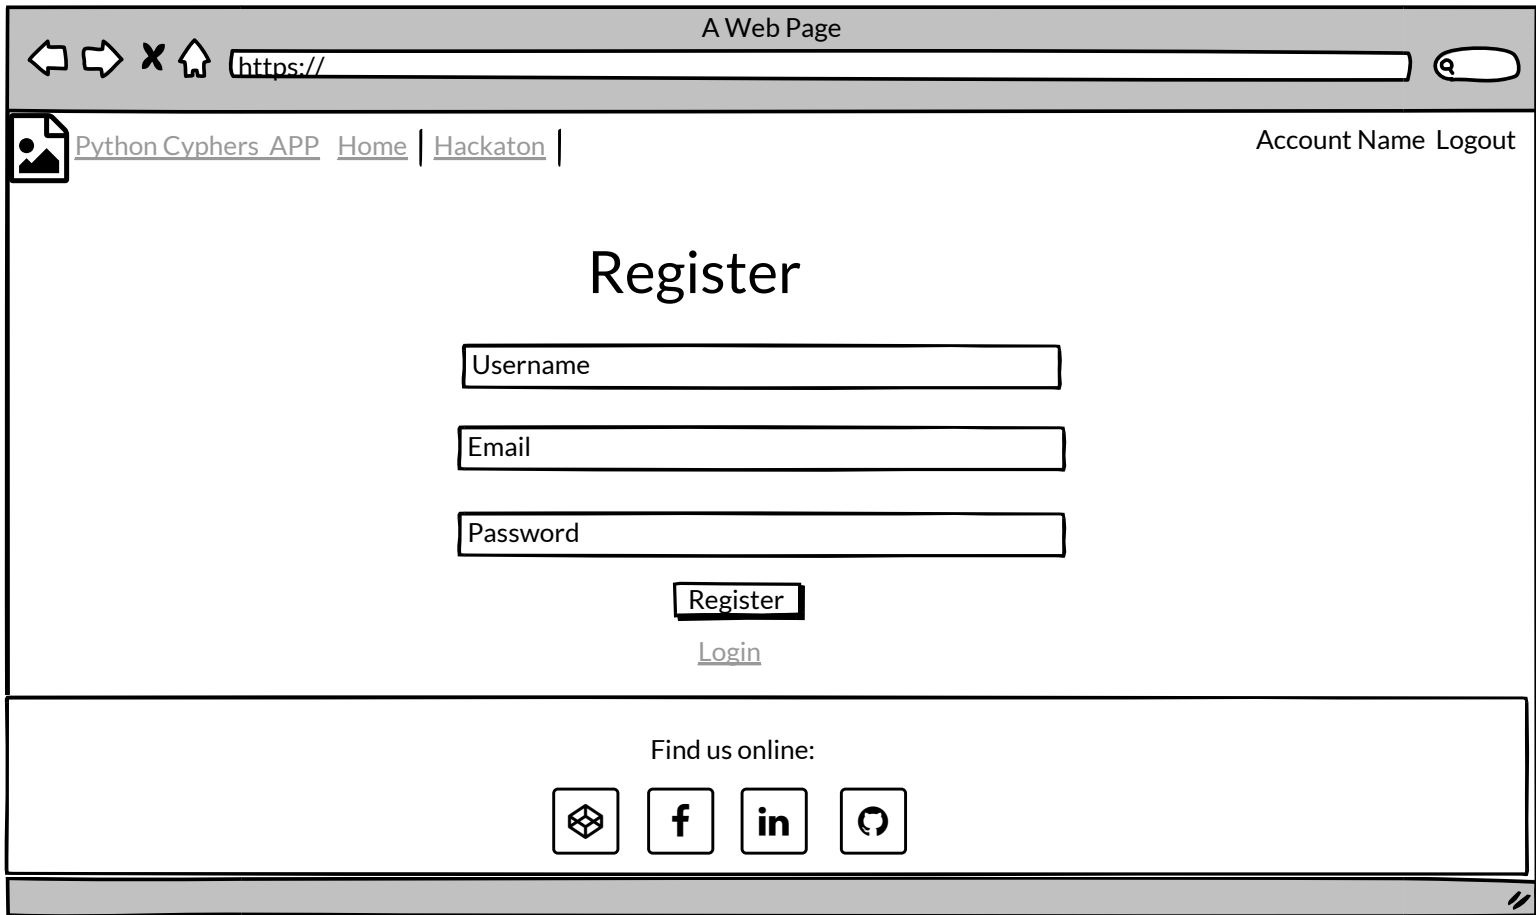 A Web Page
https://
Python Cyphers APP Home Hackaton Account Name Logout
Register
Username
Email
Password
Register
Login
Find us online: